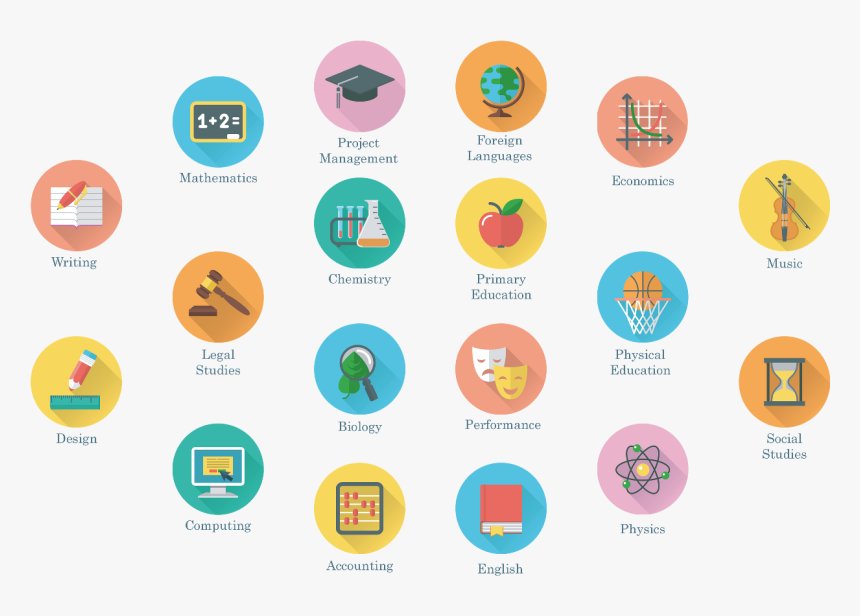 Project
Management
Foreign
Languages
1+2=
Mathematics
Economics
Writing
Music
Chemistry
Primary
Education
Legal
Studies
Physical
Education
Design
Biology
Performance
Social
Studies
Computing
Accounting
English
Physics